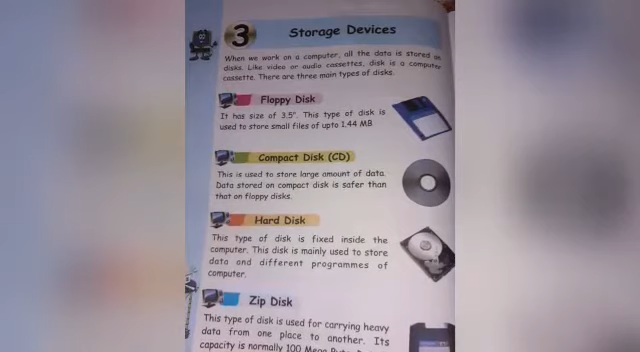 3
Storage Devices
When we work on a computer, all the data is stored on
disks. Like video or audio cassettes, disk is a computer
cassette. There are three main types of disks.
Floppy Disk
It has size of 3.5". This type of disk is
used to store small files of upto 1.44 MB
Compact Disk (CD)
This is used to store large amount of data.
Data stored on compact disk is safer than
that on floppy disks.
Hard Disk
This type of disk is fixed inside the
computer. This disk is mainly used to store
data and different programmes of
computer.
Zip Disk
This type of disk is used for carrying heavy
data from one place to another. Its
capacity is normally 100 Mega